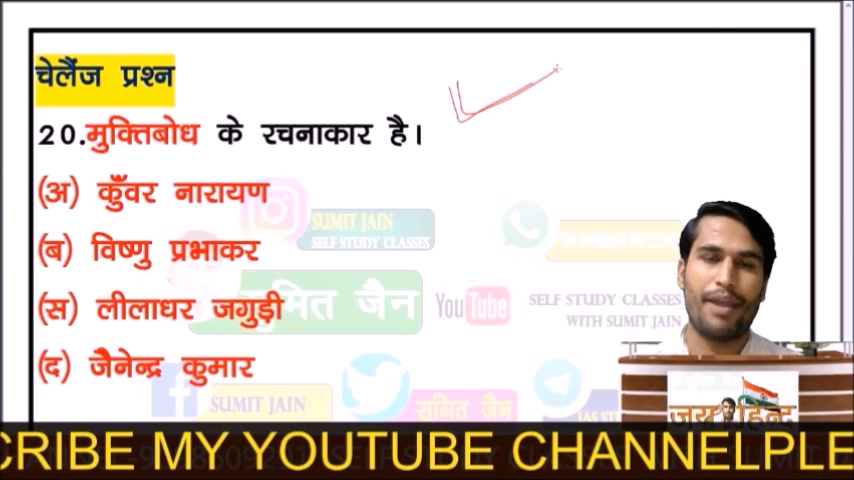 चेलैंज प्रश्न
20.मुक्तिबोध के रचनाकार है।
(अ) कुँवर नारायण
SUMIT JAIN
SELF STUDY CLASSES
(ब) विष्णु प्रभाकर
(स) लीलाधर जगुड़ी
सुमित जैन
YouTube
SELF STUDY CLASSES
WITH SUMIT JAIN
(द) जैनेन्द्र कुमार
SUMIT JAIN
सुमित जैन
जय हिन्द
CRIBE MY YOUTUBE CHANNELPLE